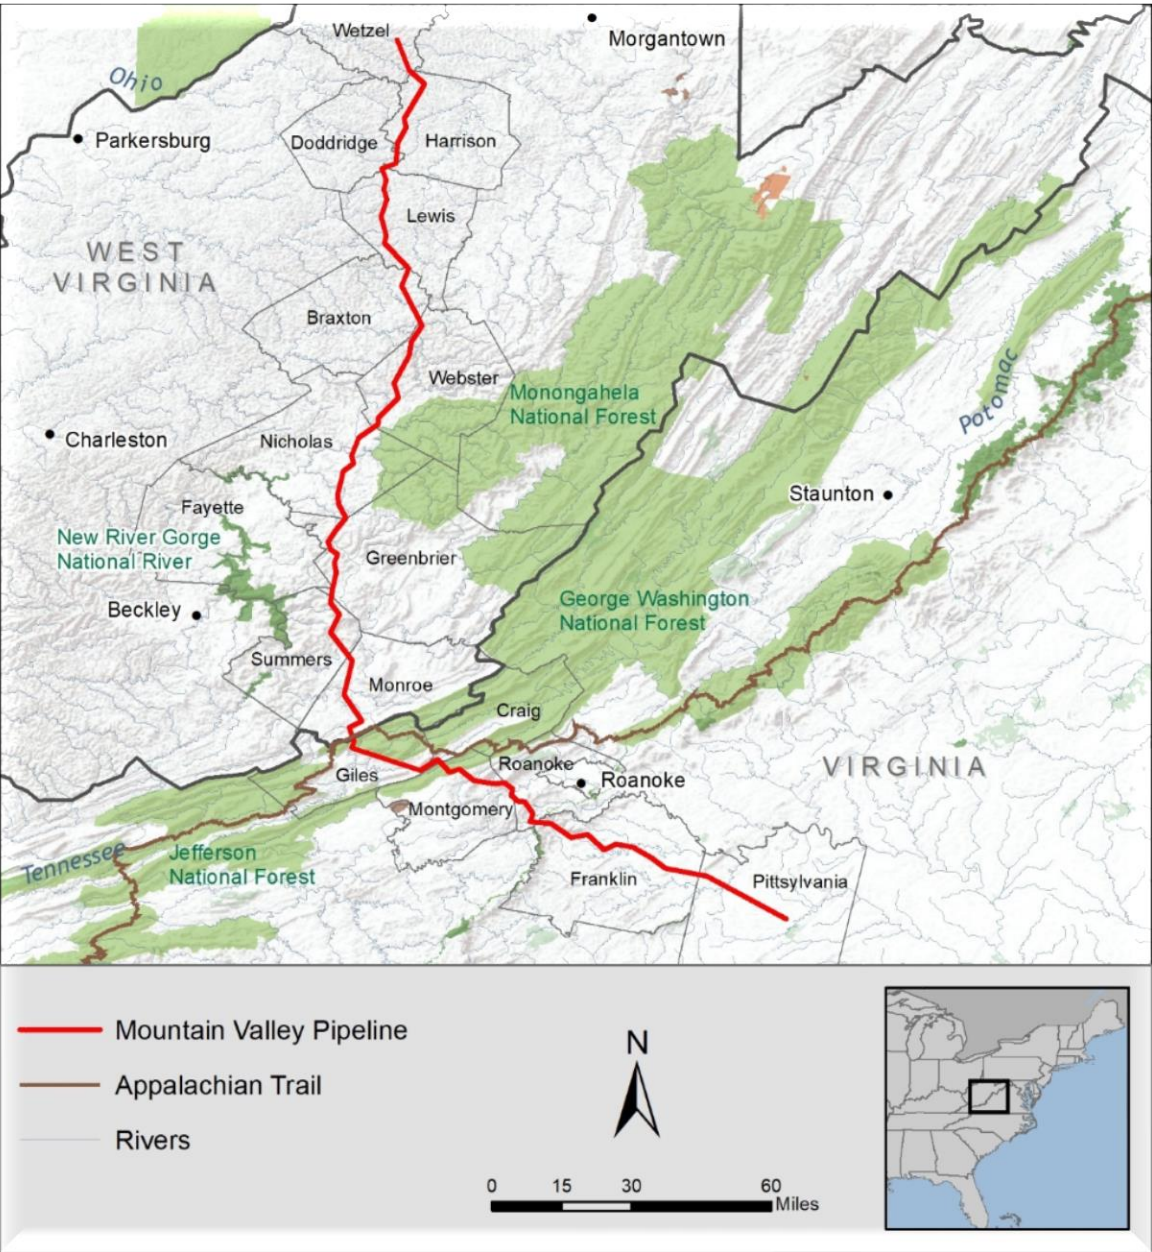 Wetzel
Morgantown
Ohio
Parkersburg
Doddridge
Harrison
Lewis
WEST
VIRGINIA
Braxton
Webster
Monongahela
National Forest
Potomac
Charleston
Nicholas
Staunton
Fayette
New River Gorge
National River
Greenbrier
Beckley
George Washington
National Forest
Summers
Monroe
Craig
Roanoke
Giles
Roanoke
VIRGINIA
Montgomery
Tennessee
Jefferson
National Forest
Franklin
Pittsylvania
Mountain Valley Pipeline
Appalachian Trail
Rivers
N
0 15 30 60
Miles